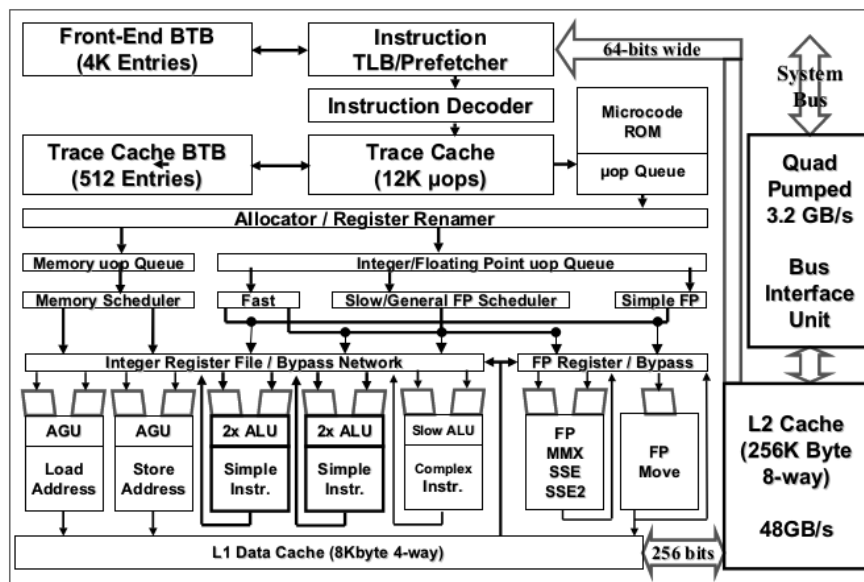 Front-End BTB
(4K Entries)
Instruction
TLB/Prefetcher
64-bits wide
System
Bus
Instruction Decoder
Microcode
ROM
Trace Cache BTB
(512 Entries)
Trace Cache
(12K µops)
µop Queue
Quad
Pumped
3.2 GB/s
Bus
Interface
Unit
Allocator / Register Renamer
Memory uop Queue
Integer/Floating Point uop Queue
Memory Scheduler
Fast
Slow/General FP Scheduler
Simple FP
Integer Register File / Bypass Network
FP Register / Bypass
AGU
Load
Address
AGU
Store
Address
2x ALU
Simple
Instr.
2x ALU
Simple
Instr.
Slow ALU
Complex
Instr.
FP
MMX
SSE
SSE2
FP
Move
L2 Cache
(256K Byte
8-way)
48GB/s
L1 Data Cache (8Kbyte 4-way)
256 bits